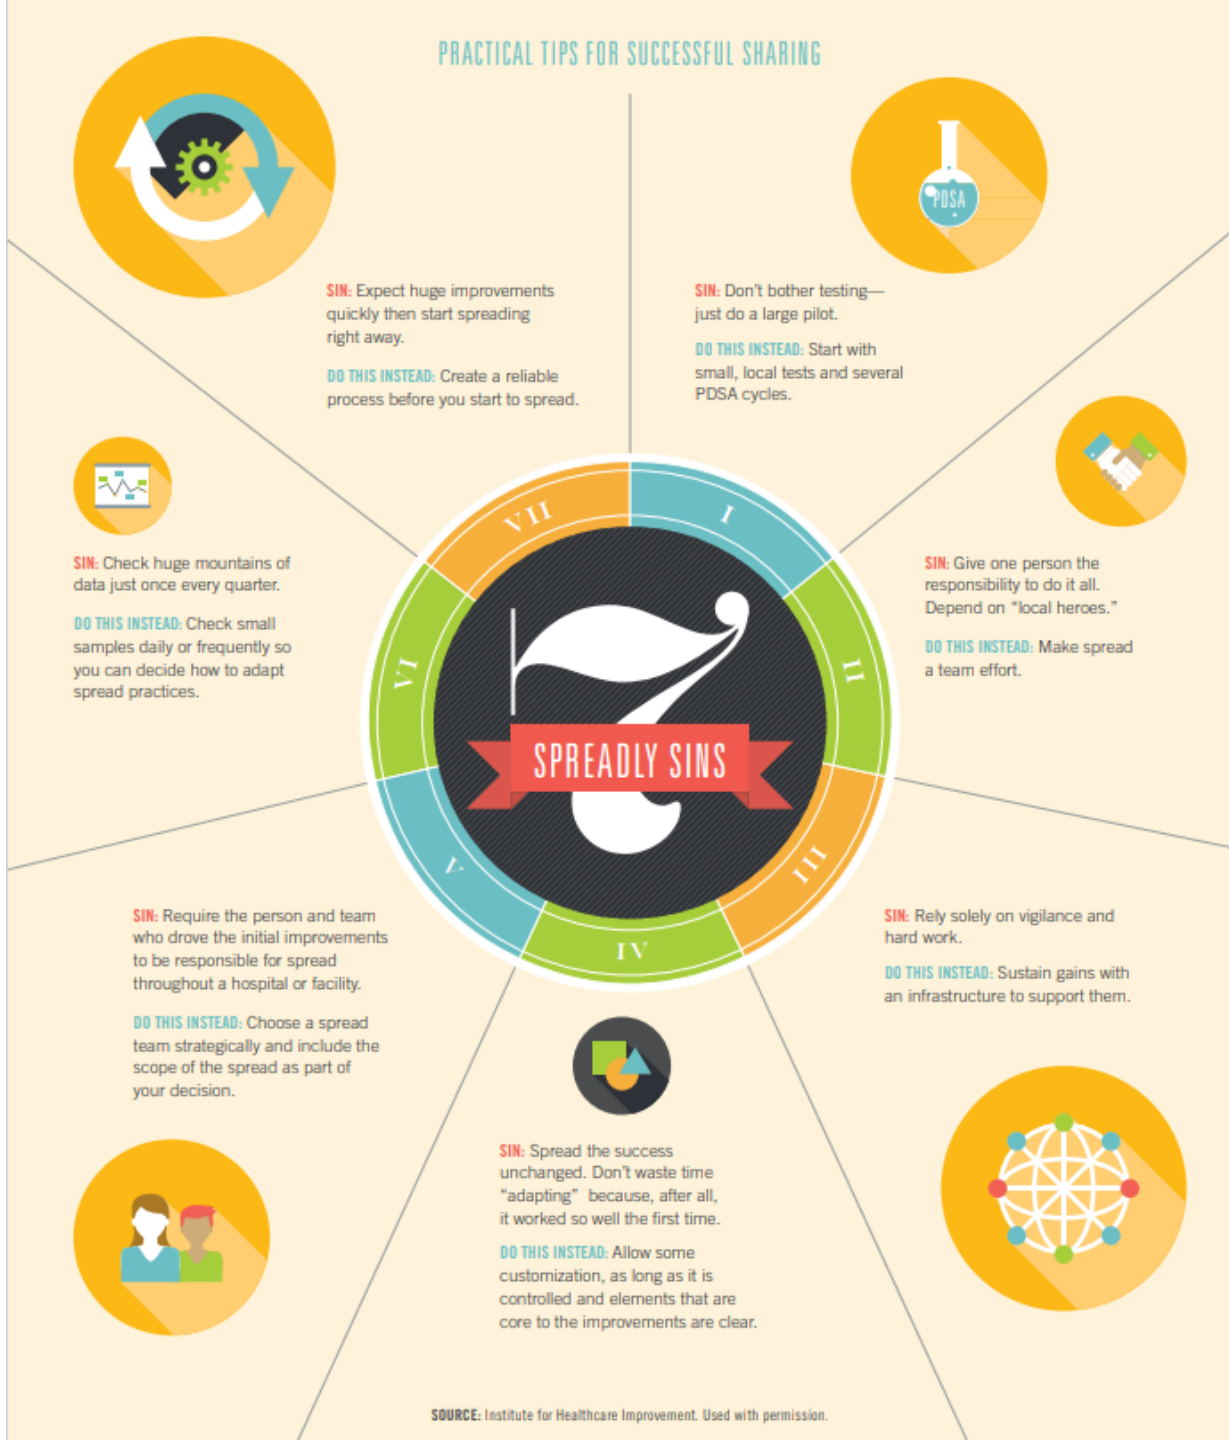 PRACTICAL TIPS FOR SUCCESSFUL SHARING
PDSA
SIN: Don't bother testing—
just do a large pilot.
DO THIS INSTEAD: Start with
small, local tests and several
PDSA cycles.
SIN: Give one person the
responsibility to do it all.
Depend on "local heroes."
DO THIS INSTEAD: Make spread
a team effort.
SIN: Rely solely on vigilance and
hard work.
DO THIS INSTEAD: Sustain gains with
an infrastructure to support them.
SIN: Spread the success
unchanged. Don't waste time
"adapting" because, after all,
it worked so well the first time.
DO THIS INSTEAD: Allow some
customization, as long as it is
controlled and elements that are
core to the improvements are clear.
SIN: Require the person and team
who drove the initial improvements
to be responsible for spread
throughout a hospital or facility.
DO THIS INSTEAD: Choose a spread
team strategically and include the
scope of the spread as part of
your decision.
SIN: Check huge mountains of
data just once every quarter.
DO THIS INSTEAD: Check small
samples daily or frequently so
you can decide how to adapt
spread practices.
SIN: Expect huge improvements
quickly then start spreading
right away.
DO THIS INSTEAD: Create a reliable
process before you start to spread.
I
II
III
IV
V
VI
VII
7
SPREADLY SINS
SOURCE: Institute for Healthcare Improvement. Used with permission.